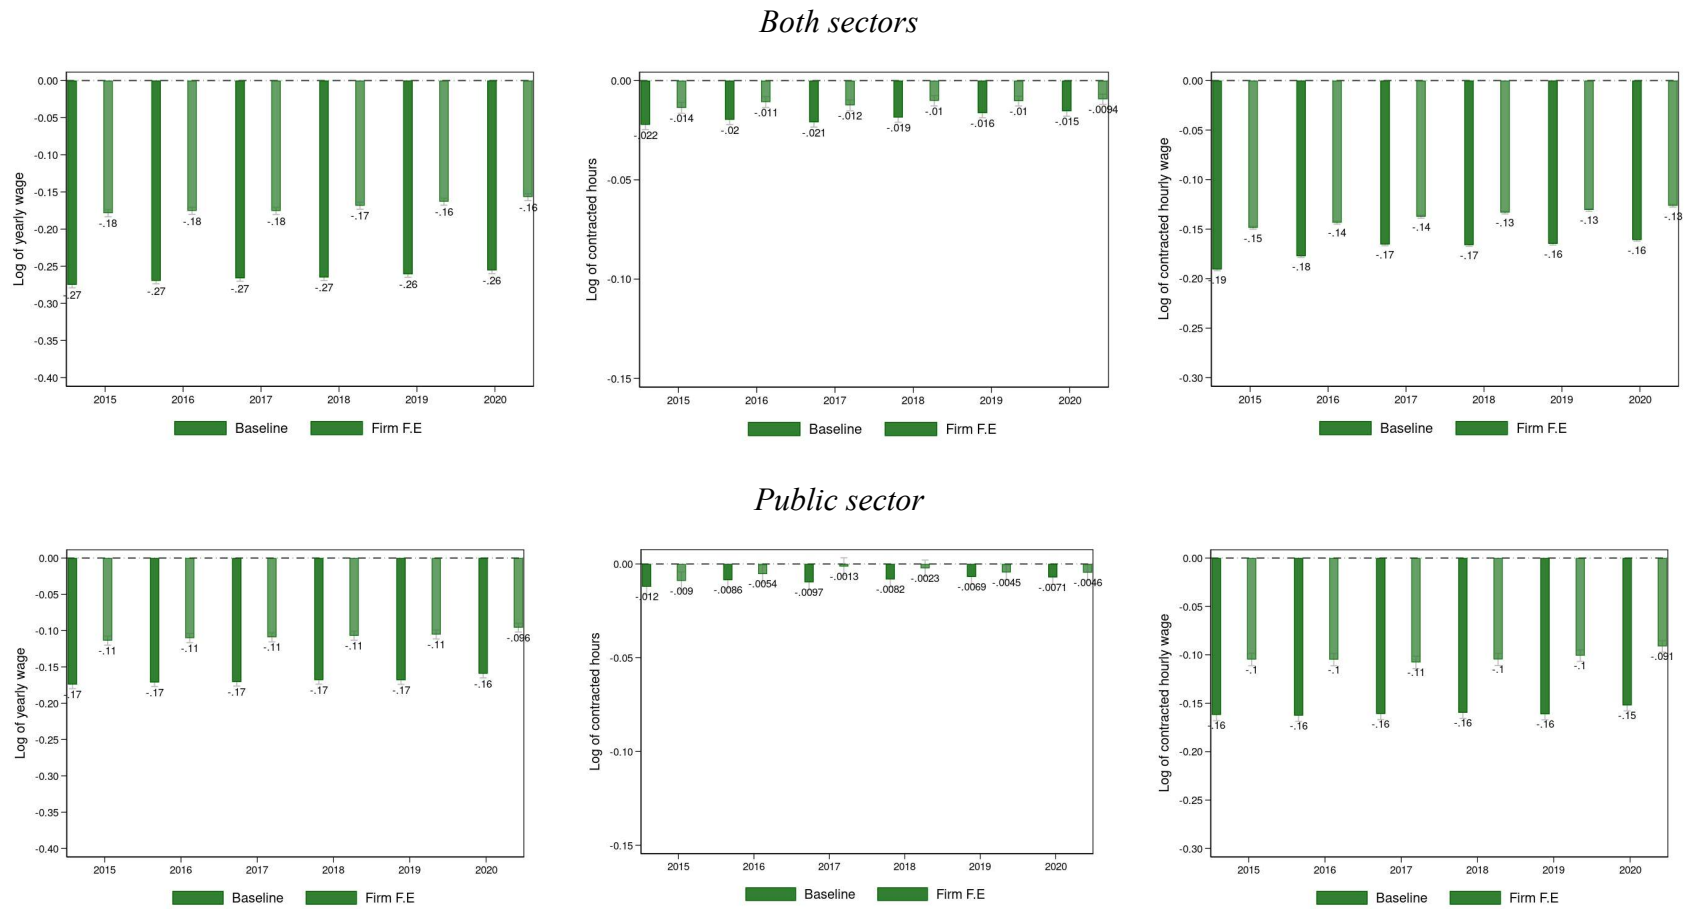 Both sectors
Log of yearly wage
0.00
-0.05
-0.10
-0.15
-0.20
-0.25
-0.30
-0.35
-0.40
-.27 -.18 -.27 -.18 -.27 -.18 -.27 -.17 -.26 -.16 -.26 -.16
2015 2016 2017 2018 2019 2020
Baseline Firm F.E
Log of contracted hours
0.00
-0.05
-0.10
-0.15
-.022 -.014 -.02 -.011 -.021 -.012 -.019 -.01 -.016 -.01 -.015 -.0094
2015 2016 2017 2018 2019 2020
Baseline Firm F.E
Log of contracted hourly wage
0.00
-0.05
-0.10
-0.15
-0.20
-0.25
-0.30
-.19 -.15 -.18 -.14 -.17 -.14 -.17 -.13 -.16 -.13 -.16 -.13
2015 2016 2017 2018 2019 2020
Baseline Firm F.E
Public sector
Log of yearly wage
0.00
-0.05
-0.10
-0.15
-0.20
-0.25
-0.30
-0.35
-0.40
-.17 -.11 -.17 -.11 -.17 -.11 -.17 -.11 -.17 -.11 -.16 -.096
2015 2016 2017 2018 2019 2020
Baseline Firm F.E
Log of contracted hours
0.00
-0.05
-0.10
-0.15
-.012 -.009 -.0086 -.0054 -.0097 -.0013 -.0082 -.0023 -.0069 -.0045 -.0071 -.0046
2015 2016 2017 2018 2019 2020
Baseline Firm F.E
Log of contracted hourly wage
0.00
-0.05
-0.10
-0.15
-0.20
-0.25
-0.30
-.16 -.1 -.16 -.1 -.16 -.11 -.16 -.1 -.16 -.1 -.15 -.091
2015 2016 2017 2018 2019 2020
Baseline Firm F.E